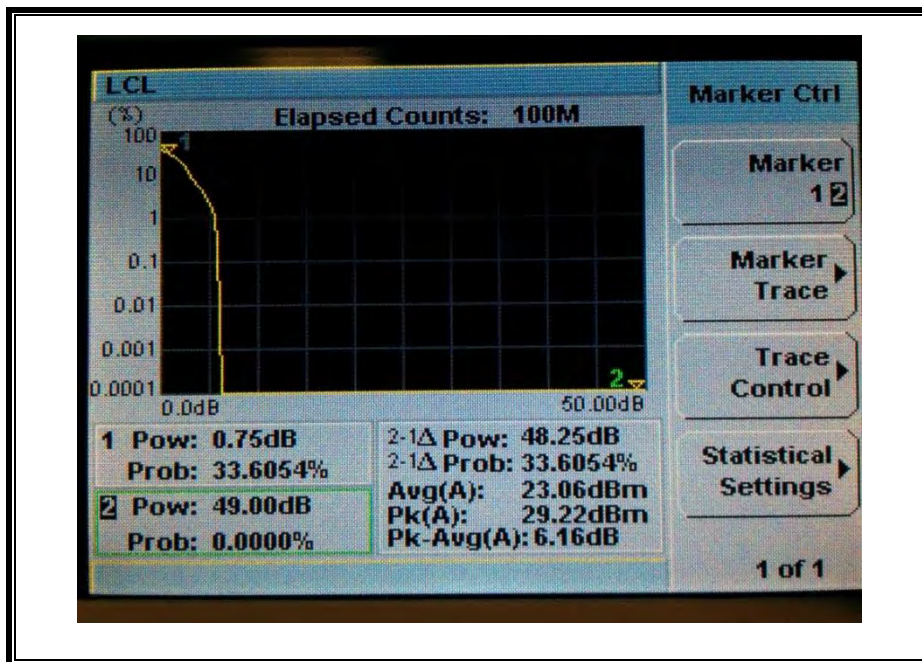 LCL
(%)
Elapsed Counts: 100M
100
10
1
0.1
0.01
0.001
0.0001
1
2
0.0dB
50.00dB
1 Pow: 0.75dB
Prob: 33.6054%
2 Pow: 49.00dB
Prob: 0.0000%
2-1Δ Pow: 48.25dB
2-1Δ Prob: 33.6054%
Avg(A): 23.06dBm
Pk(A): 29.22dBm
Pk-Avg(A): 6.16dB
Marker Ctrl
Marker
1 2
Marker
Trace
Trace
Control
Statistical
Settings
1 of 1